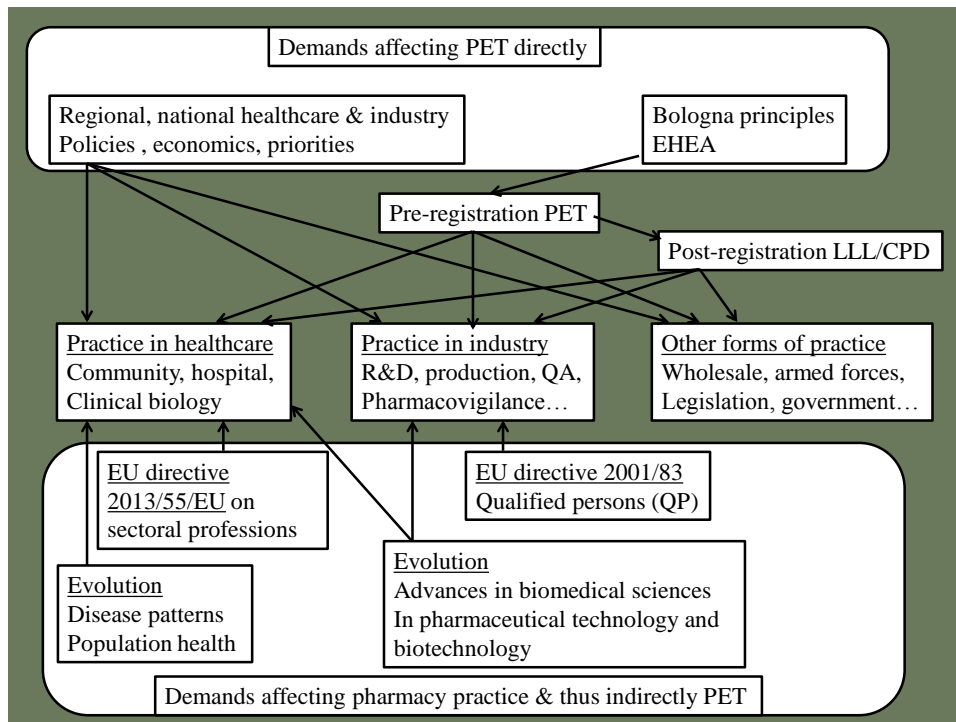 Demands affecting PET directly
Regional, national healthcare & industry
Policies , economics, priorities
Bologna principles
EHEA
Pre-registration PET
Post-registration LLL/CPD
Practice in healthcare
Community, hospital,
Clinical biology
Practice in industry
R&D, production, QA,
Pharmacovigilance…
Other forms of practice
Wholesale, armed forces,
Legislation, government…
EU directive
2013/55/EU on
sectoral professions
EU directive 2001/83
Qualified persons (QP)
Evolution
Disease patterns
Population health
Evolution
Advances in biomedical sciences
In pharmaceutical technology and
biotechnology
Demands affecting pharmacy practice & thus indirectly PET